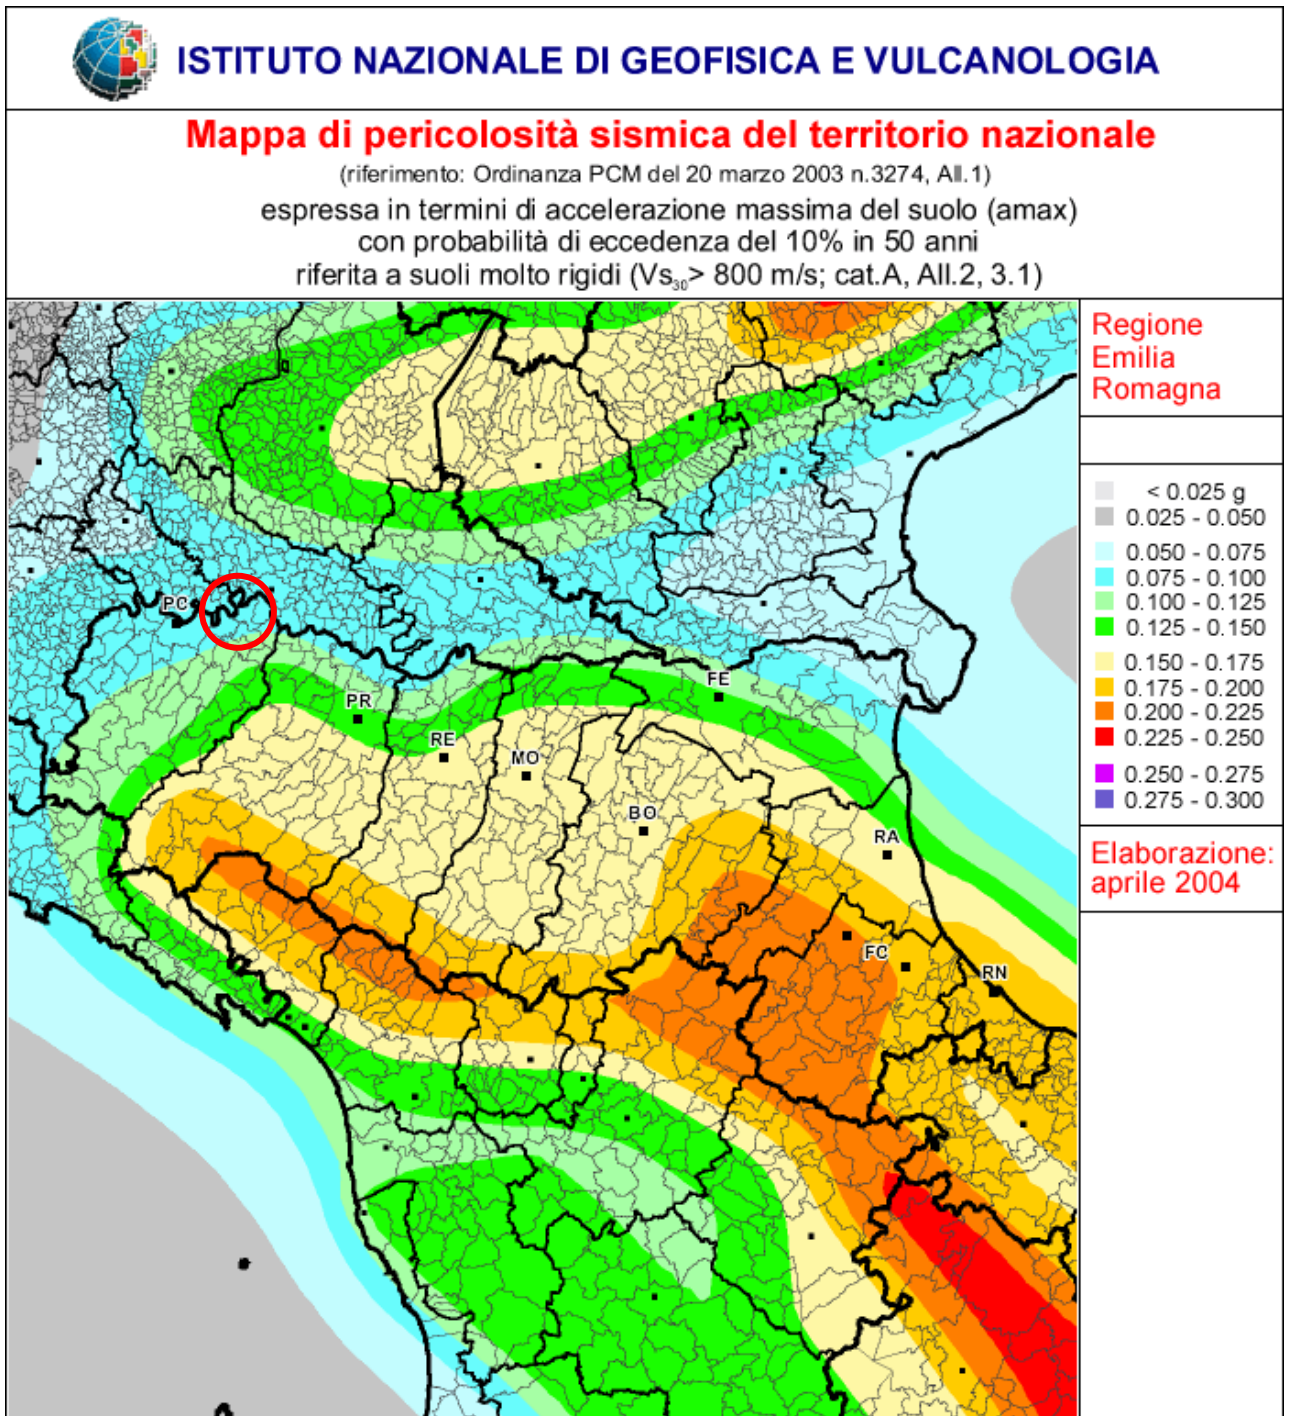 ISTITUTO NAZIONALE DI GEOFISICA E VULCANOLOGIA
Mappa di pericolosità sismica del territorio nazionale
(riferimento: Ordinanza PCM del 20 marzo 2003 n.3274, All.1)
espressa in termini di accelerazione massima del suolo (amax)
con probabilità di eccedenza del 10% in 50 anni
riferita a suoli molto rigidi (Vs₃₀> 800 m/s; cat.A, All.2, 3.1)
Regione
Emilia
Romagna
< 0.025 g
0.025 - 0.050
0.050 - 0.075
0.075 - 0.100
0.100 - 0.125
0.125 - 0.150
0.150 - 0.175
0.175 - 0.200
0.200 - 0.225
0.225 - 0.250
0.250 - 0.275
0.275 - 0.300
Elaborazione:
aprile 2004
PC
PR
RE
MO
FE
BO
RA
FC
RN